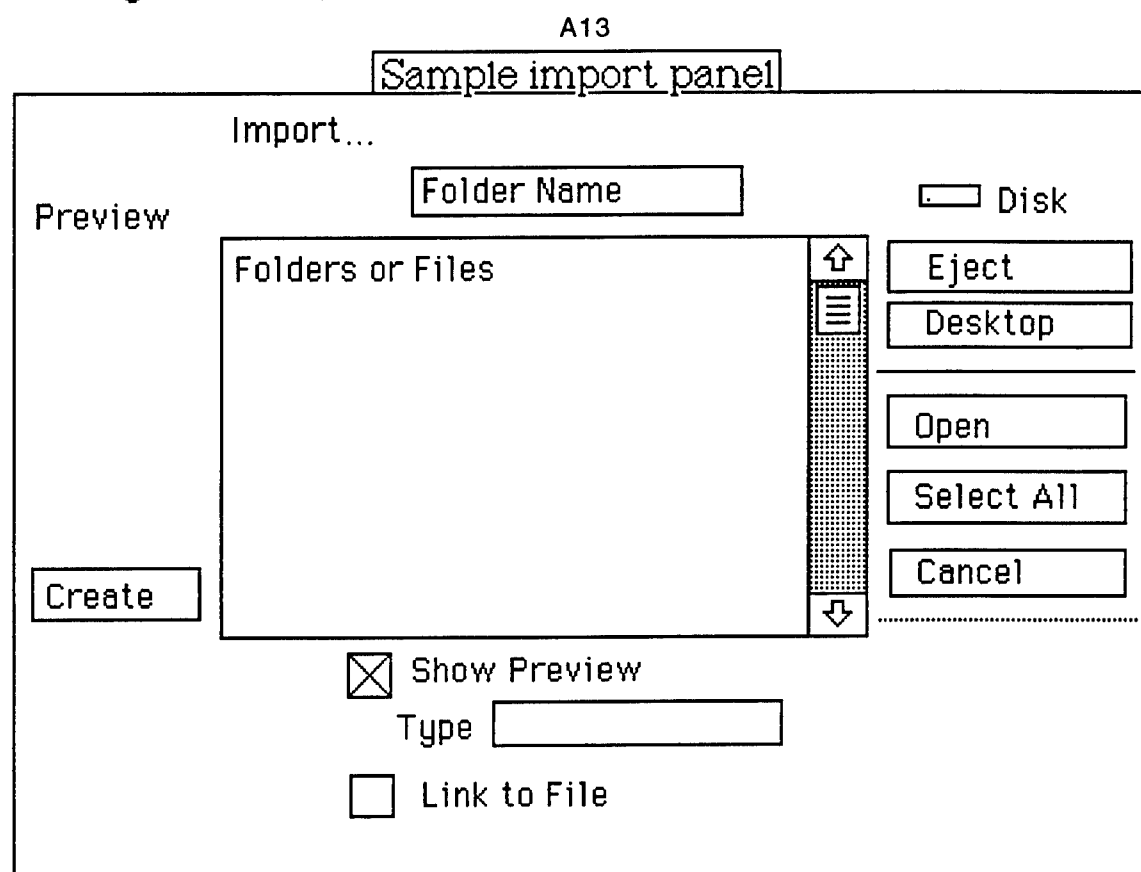 A13
Sample import panel
Import...
Folder Name
Disk
Preview
Folders or Files
Eject
Desktop
Open
Select All
Cancel
Create
Show Preview
Type
Link to File